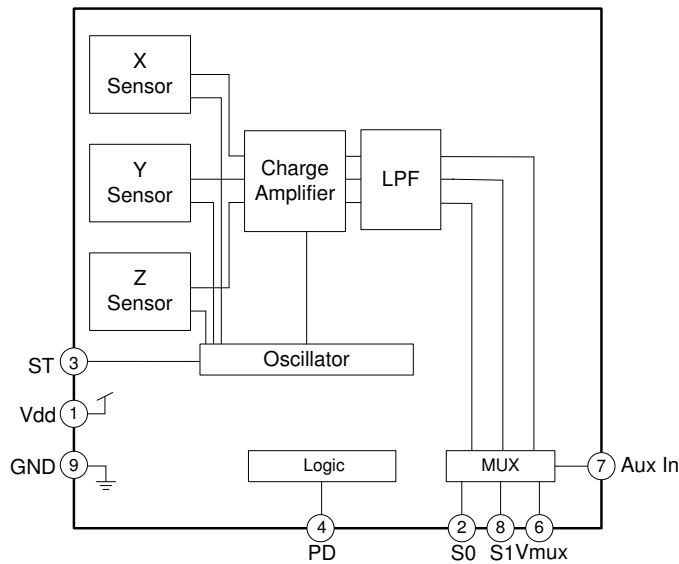 X
Sensor
Y
Sensor
Z
Sensor
Charge
Amplifier
LPF
Oscillator
ST 3
Vdd 1
GND 9
Logic
MUX
7 Aux In
4
PD
2 8 6
S0 S1 Vmux